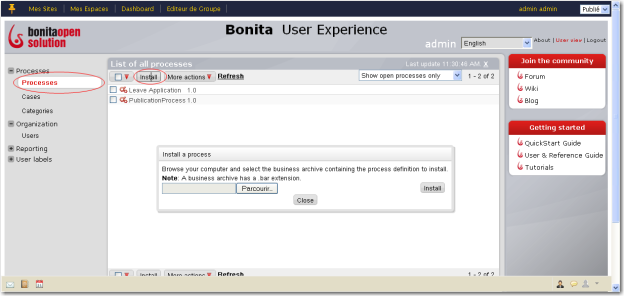 Mes Sites Mes Espaces Dashboard Editeur de Groupe admin admin Publié
bonitaopen
solution
Bonita User Experience
admin English About | User view | Logout
Processes
Processes
Cases
Categories
Organization
Users
Reporting
User labels
List of all processes Last update 11:30:46 AM X
Install More actions Refresh Show open processes only 1 - 2 of 2
Leave Application 1.0
PublicationProcess 1.0
Install a process
Browse your computer and select the business archive containing the process definition to install.
Note: A business archive has a .bar extension.
Parcourir... Install
Close
Install More actions Refresh 1 - 2 of 2
Join the community
Forum
Wiki
Blog
Getting started
QuickStart Guide
User & Reference Guide
Tutorials